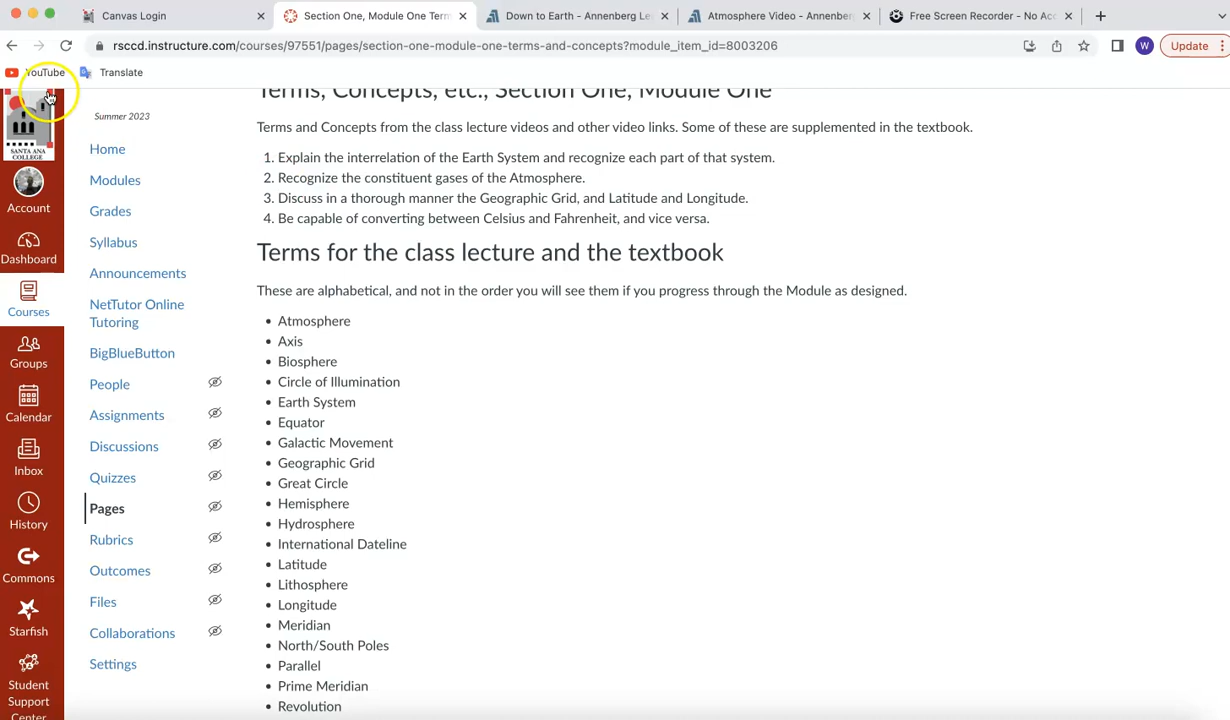 Canvas Login
Section One, Module One Term
Down to Earth - Annenberg Le
Atmosphere Video - Annenber
Free Screen Recorder - No Acc
rsccd.instructure.com/courses/97551/pages/section-one-module-one-terms-and-concepts?module_item_id=8003206
W
Update
YouTube
Translate
SANTA ANA
COLLEGE
Account
Dashboard
Courses
Groups
Calendar
Inbox
History
Commons
Starfish
Student
Support
Center
Summer 2023
Home
Modules
Grades
Syllabus
Announcements
NetTutor Online
Tutoring
BigBlueButton
People
Assignments
Discussions
Quizzes
Pages
Rubrics
Outcomes
Files
Collaborations
Settings
Terms, Concepts, etc., Section One, Module One
Terms and Concepts from the class lecture videos and other video links. Some of these are supplemented in the textbook.
1. Explain the interrelation of the Earth System and recognize each part of that system.
2. Recognize the constituent gases of the Atmosphere.
3. Discuss in a thorough manner the Geographic Grid, and Latitude and Longitude.
4. Be capable of converting between Celsius and Fahrenheit, and vice versa.
Terms for the class lecture and the textbook
These are alphabetical, and not in the order you will see them if you progress through the Module as designed.
• Atmosphere
• Axis
• Biosphere
• Circle of Illumination
• Earth System
• Equator
• Galactic Movement
• Geographic Grid
• Great Circle
• Hemisphere
• Hydrosphere
• International Dateline
• Latitude
• Lithosphere
• Longitude
• Meridian
• North/South Poles
• Parallel
• Prime Meridian
• Revolution